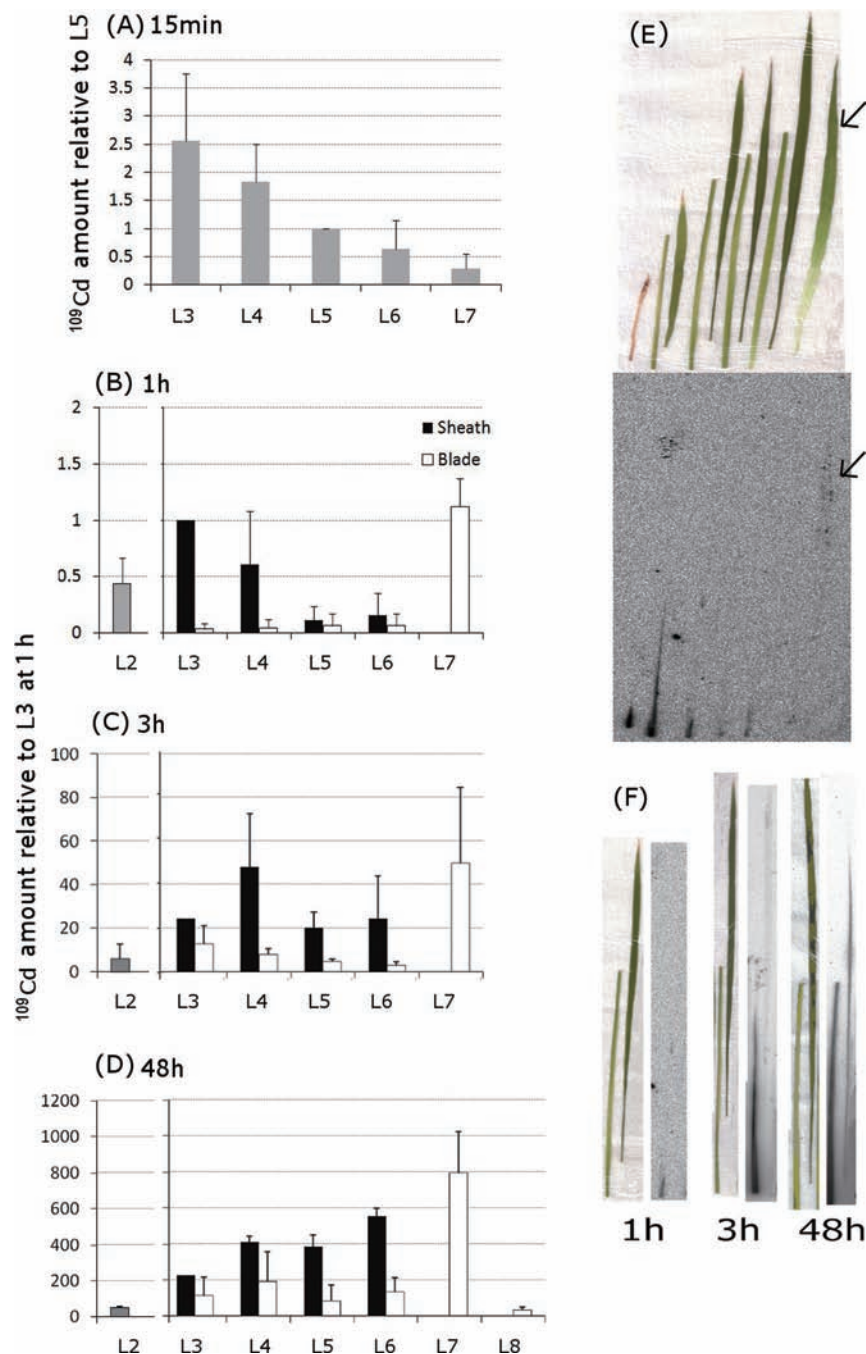 (A) 15min
¹⁰⁹Cd amount relative to L5
4
3.5
3
2.5
2
1.5
1
0.5
0
L3 L4 L5 L6 L7
(B) 1h
¹⁰⁹Cd amount relative to L3 at 1 h
2
1.5
1
0.5
0
Sheath
Blade
L2 L3 L4 L5 L6 L7
(C) 3h
100
80
60
40
20
0
L2 L3 L4 L5 L6 L7
(D) 48h
1200
1000
800
600
400
200
0
L2 L3 L4 L5 L6 L7 L8
(E)
(F)
1h 3h 48h